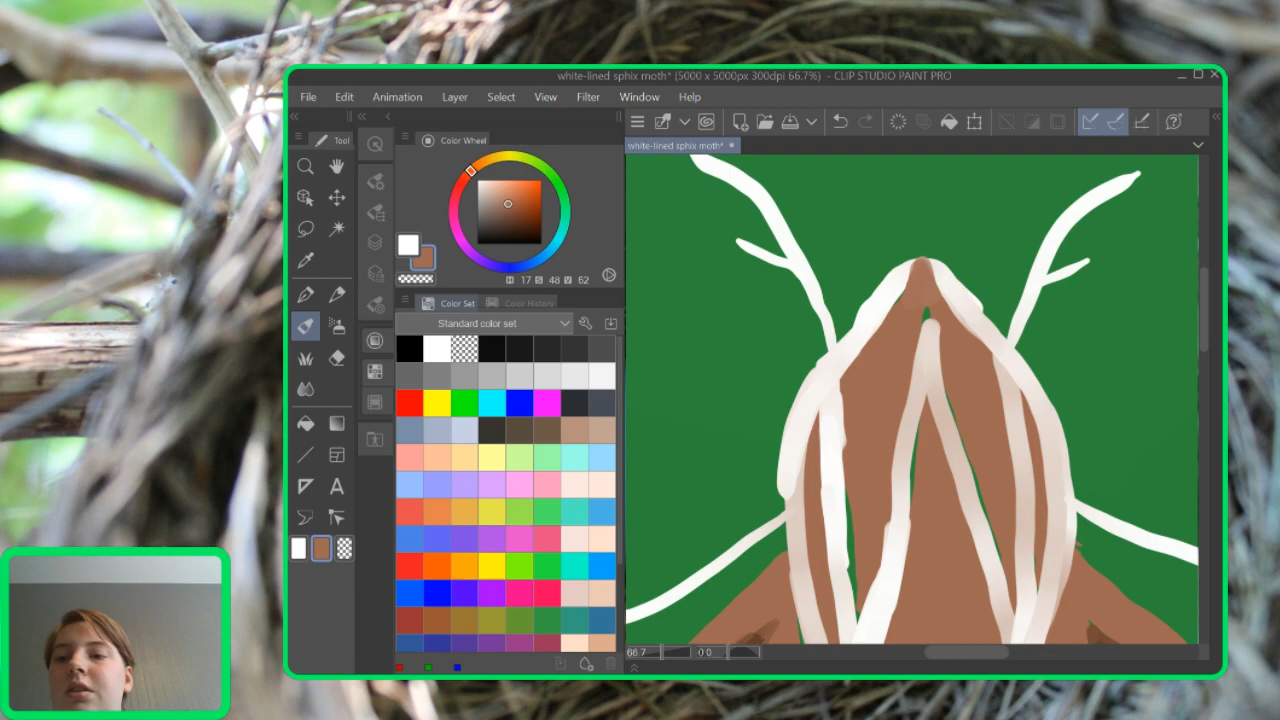 white-lined sphix moth* (5000 x 5000px 300dpi 66.7%) - CLIP STUDIO PAINT PRO
File Edit Animation Layer Select View Filter Window Help
Tool
Color Wheel
white-lined sphix moth*
H 17 S 48 V 62
Color Set Color History
Standard color set
A
66.7 0.0